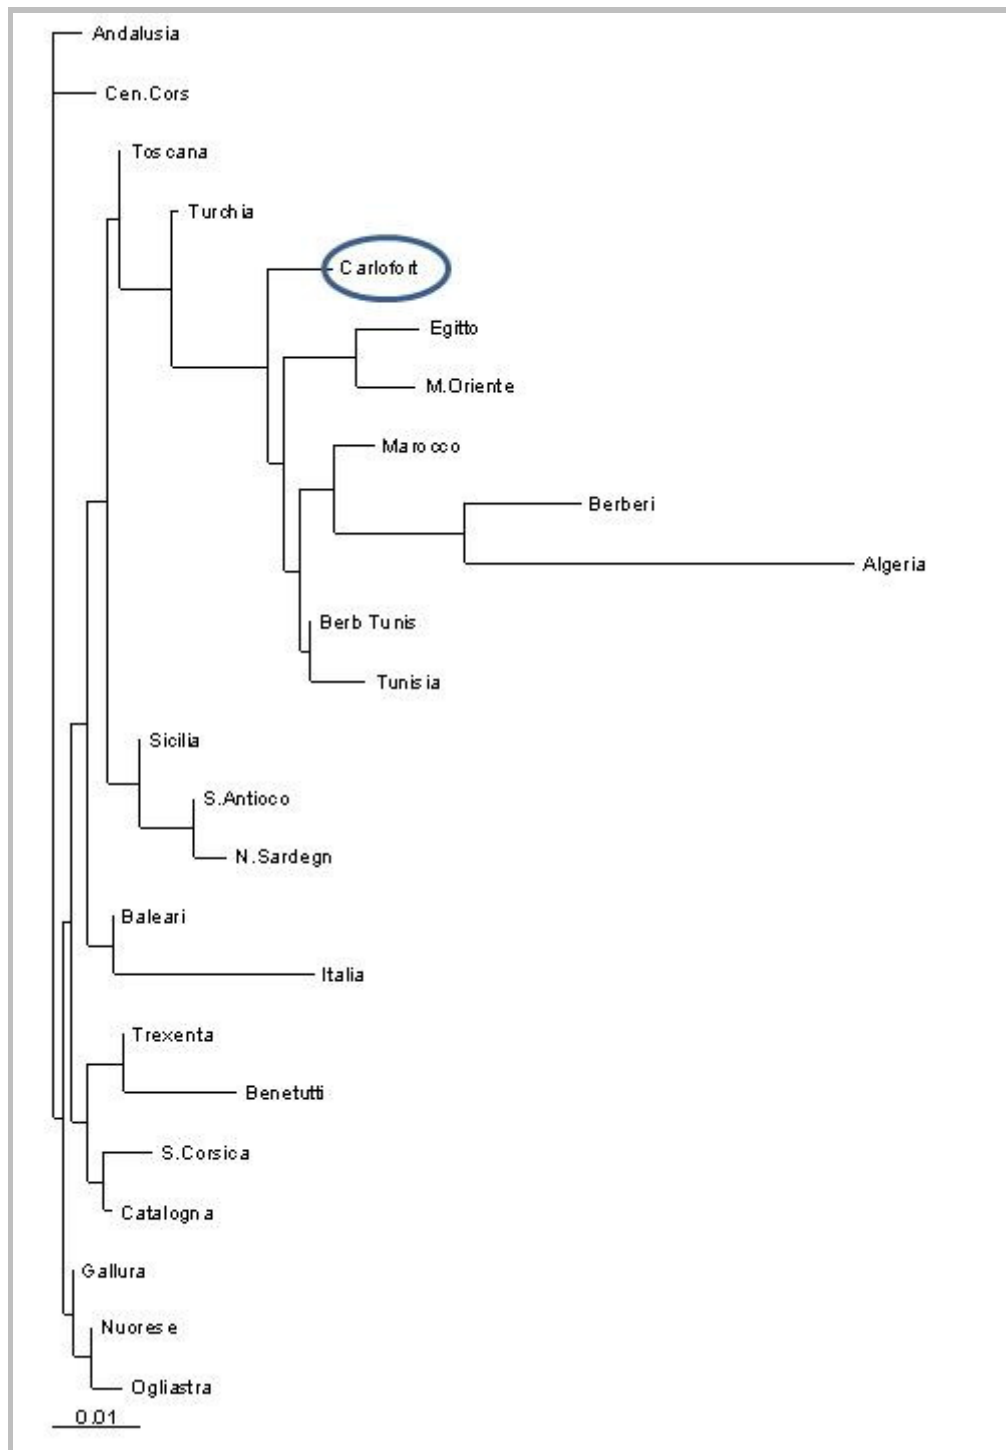 Andalusia
Cen.Cors
Toscana
Turchia
Carlofort
Egitto
M.Oriente
Marocco
Berberi
Algeria
Berb Tunis
Tunisia
Sicilia
S.Antioco
N.Sardegn
Baleari
Italia
Trexenta
Benetutti
S.Corsica
Catalogna
Gallura
Nuorese
Ogliastra
0.01